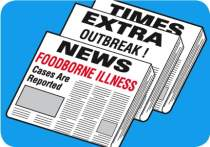 TIMES
EXTRA
OUTBREAK !
NEWS
FOODBORNE ILLNESS
Cases Are
Reported